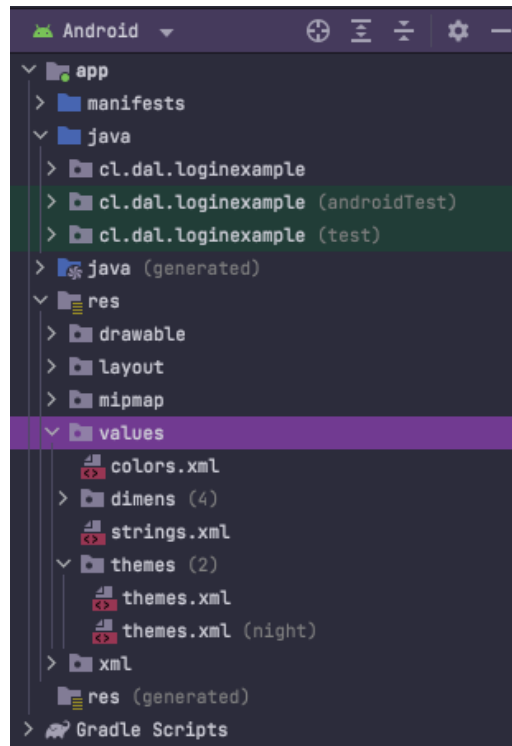 Android
app
manifests
java
cl.dal.loginexample
cl.dal.loginexample (androidTest)
cl.dal.loginexample (test)
java (generated)
res
drawable
layout
mipmap
values
colors.xml
dimens (4)
strings.xml
themes (2)
themes.xml
themes.xml (night)
xml
res (generated)
Gradle Scripts